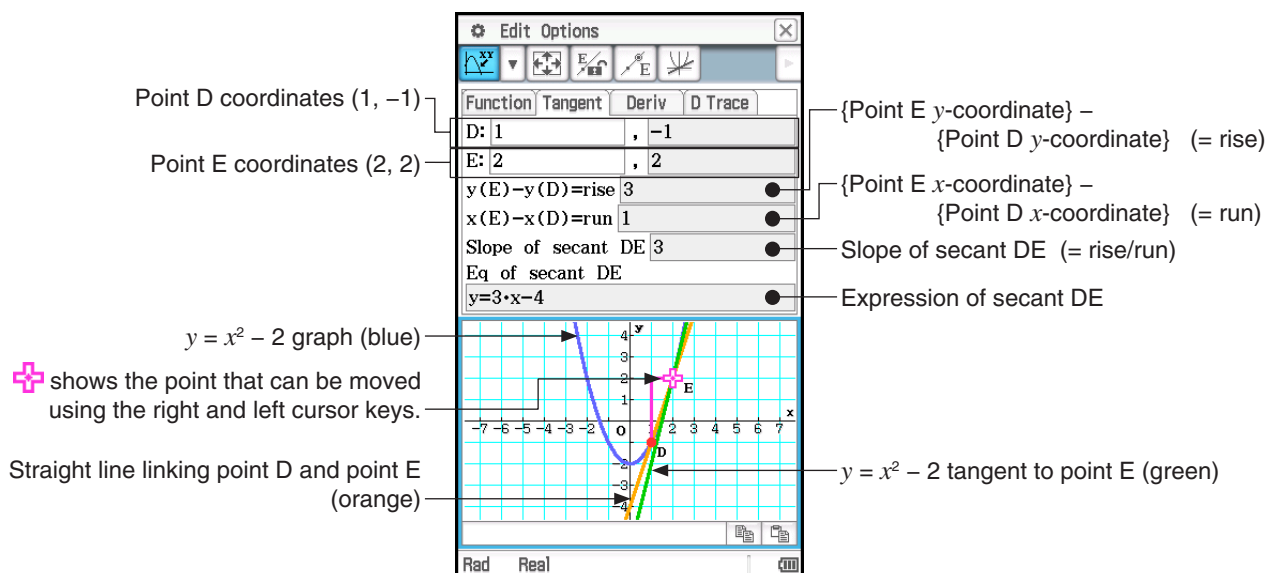 Edit Options
XY
E
E
Function Tangent Deriv D Trace
Point D coordinates (1, −1)
D: 1 , −1
Point E coordinates (2, 2)
E: 2 , 2
y(E)−y(D)=rise 3
x(E)−x(D)=run 1
Slope of secant DE 3
Eq of secant DE
y=3·x−4
{Point E y-coordinate} −
{Point D y-coordinate} (= rise)
{Point E x-coordinate} −
{Point D x-coordinate} (= run)
Slope of secant DE (= rise/run)
Expression of secant DE
y = x² − 2 graph (blue)
shows the point that can be moved
using the right and left cursor keys.
Straight line linking point D and point E
(orange)
y = x² − 2 tangent to point E (green)
y
4
3
2
E
1
x
-7 -6 -5 -4 -3 -2 O 1 2 3 4 5 6 7
D
-2
-3
-4
Rad Real